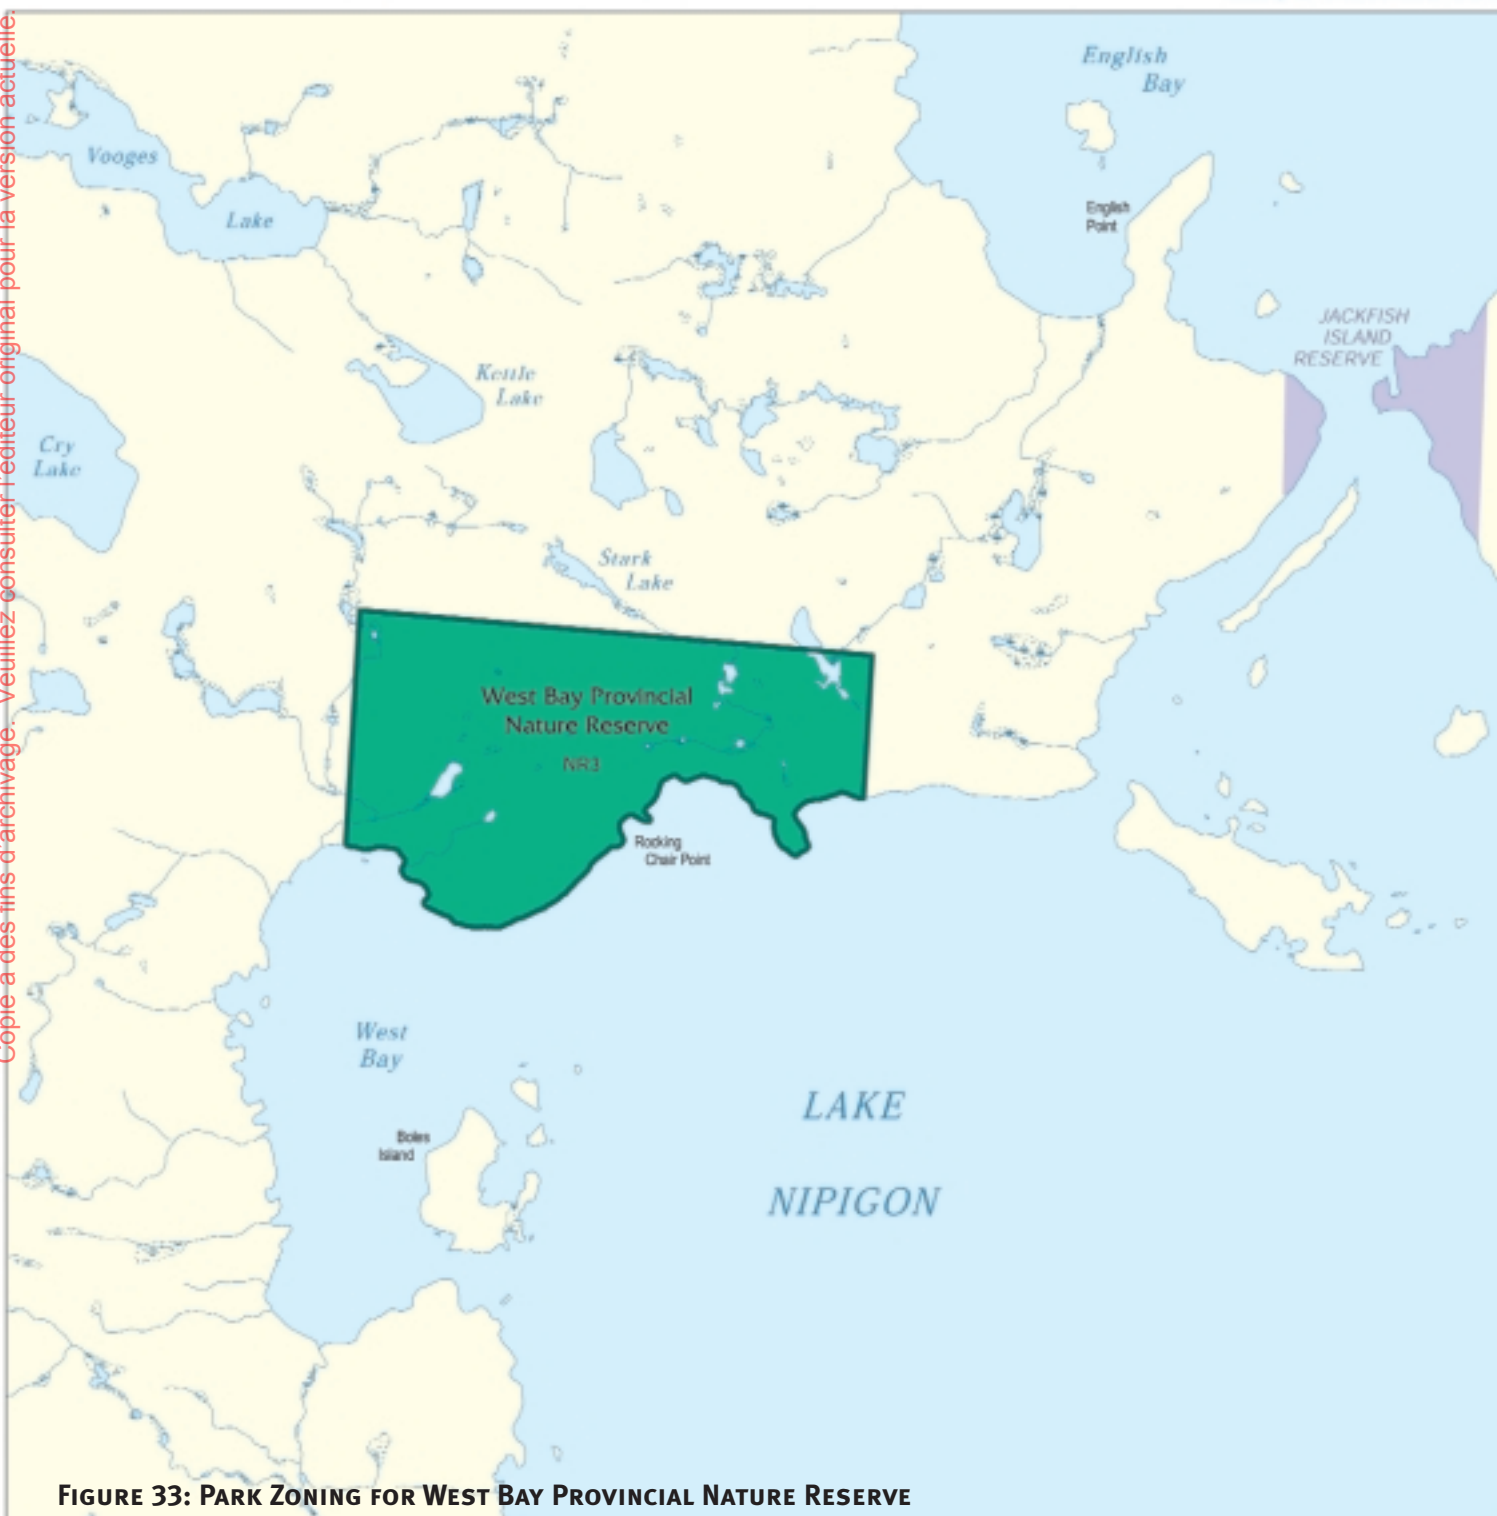 Copie à des fins d'archivage. Veuillez consulter l'éditeur original pour la version actuelle.
English
Bay
Vooges
Lake
English
Point
JACKFISH
ISLAND
RESERVE
Kettle
Lake
Cry
Lake
Stark
Lake
West Bay Provincial
Nature Reserve
NR3
Rocking
Chair Point
West
Bay
LAKE
NIPIGON
Boles
Island
FIGURE 33: PARK ZONING FOR WEST BAY PROVINCIAL NATURE RESERVE